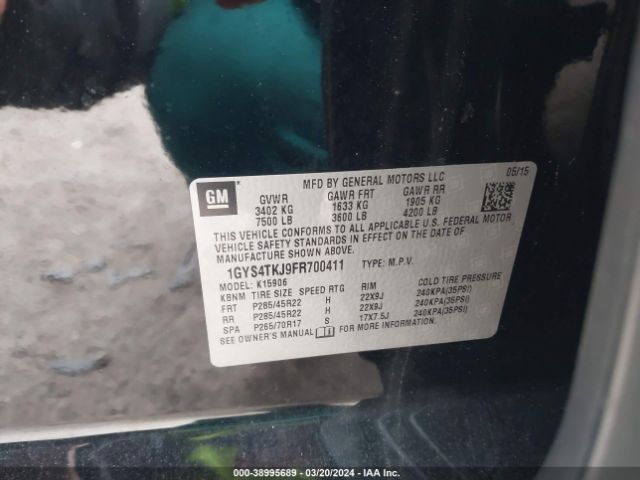 MFD BY GENERAL MOTORS LLC 05/15
GM GVWR GAWR FRT GAWR RR
3402 KG 1633 KG 1905 KG
7500 LB 3600 LB 4200 LB
THIS VEHICLE CONFORMS TO ALL APPLICABLE U.S. FEDERAL MOTOR
VEHICLE SAFETY STANDARDS IN EFFECT ON THE DATE OF
MANUFACTURE SHOWN ABOVE.
1GYS4TKJ9FR700411 TYPE: M.P.V.
MODEL: K15906
KBNM TIRE SIZE SPEED RTG RIM COLD TIRE PRESSURE
FRT P285/45R22 H 22X9J 240KPA(35PSI)
RR P285/45R22 H 22X9J 240KPA(35PSI)
SPA P265/70R17 S 17X7.5J 240KPA(35PSI)
SEE OWNER'S MANUAL FOR MORE INFORMATION.
000-38995689 - 03/20/2024 - IAA Inc.